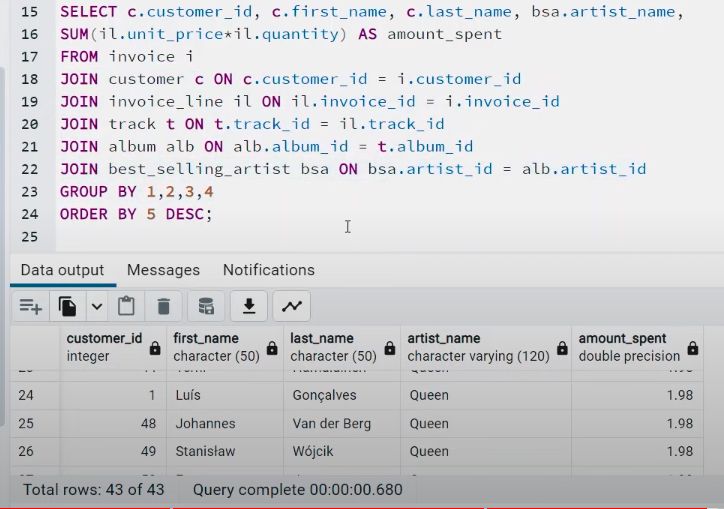 15 SELECT c.customer_id, c.first_name, c.last_name, bsa.artist_name,
16 SUM(il.unit_price*il.quantity) AS amount_spent
17 FROM invoice i
18 JOIN customer c ON c.customer_id = i.customer_id
19 JOIN invoice_line il ON il.invoice_id = i.invoice_id
20 JOIN track t ON t.track_id = il.track_id
21 JOIN album alb ON alb.album_id = t.album_id
22 JOIN best_selling_artist bsa ON bsa.artist_id = alb.artist_id
23 GROUP BY 1,2,3,4
24 ORDER BY 5 DESC;
25
Data output Messages Notifications
customer_id first_name last_name artist_name amount_spent
integer character (50) character (50) character varying (120) double precision
24 1 Luís Gonçalves Queen 1.98
25 48 Johannes Van der Berg Queen 1.98
26 49 Stanisław Wójcik Queen 1.98
Total rows: 43 of 43 Query complete 00:00:00.680